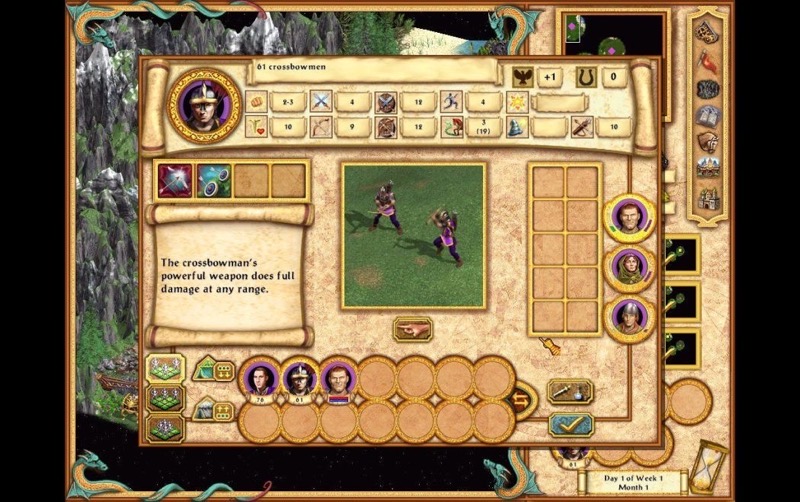 61 crossbowmen
+1
0
2-3
4
12
4
10
9
12
3
(19)
10
The crossbowman's
powerful weapon does full
damage at any range.
76
61
61
Day 1 of Week 1
Month 1